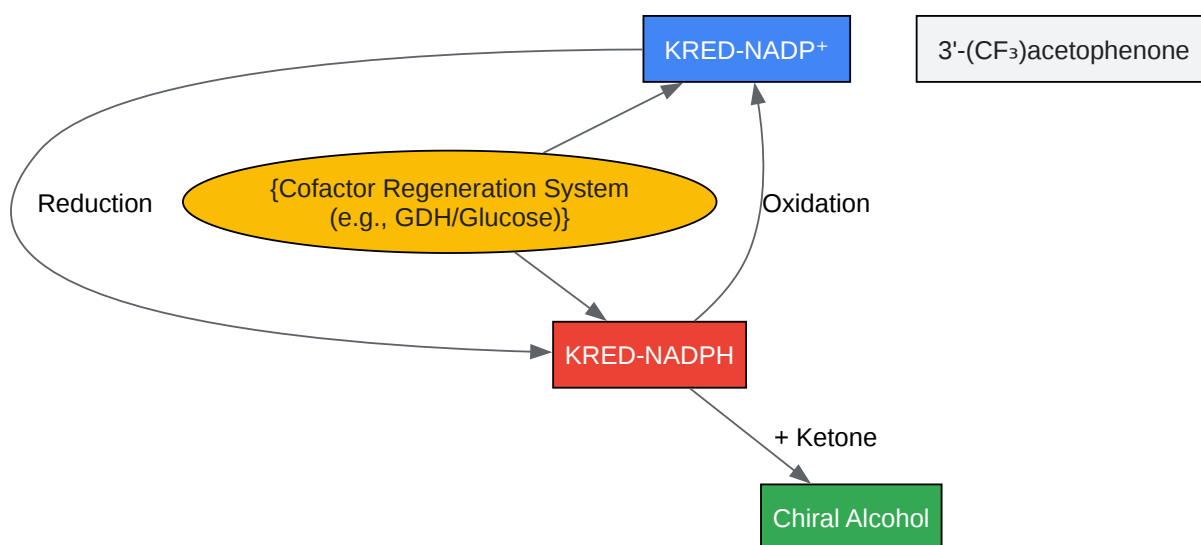 KRED-NADP⁺
3'-(CF₃)acetophenone
{Cofactor Regeneration System
(e.g., GDH/Glucose)}
Reduction
Oxidation
KRED-NADPH
+ Ketone
Chiral Alcohol